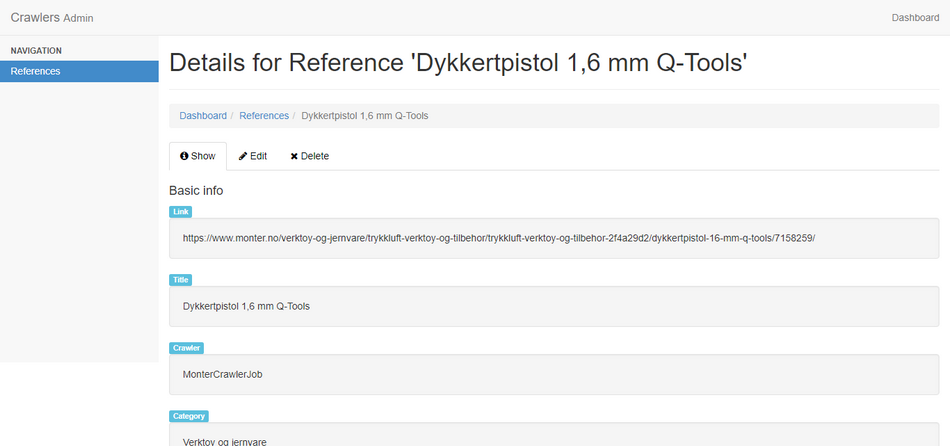 Crawlers Admin
Dashboard
NAVIGATION
References
Details for Reference 'Dykkertpistol 1,6 mm Q-Tools'
Dashboard / References / Dykkertpistol 1,6 mm Q-Tools
Show Edit Delete
Basic info
Link
https://www.monter.no/verktoy-og-jernvare/trykkluft-verktoy-og-tilbehor/trykkluft-verktoy-og-tilbehor-2f4a29d2/dykkertpistol-16-mm-q-tools/7158259/
Title
Dykkertpistol 1,6 mm Q-Tools
Crawler
MonterCrawlerJob
Category
Verktoy og jernvare